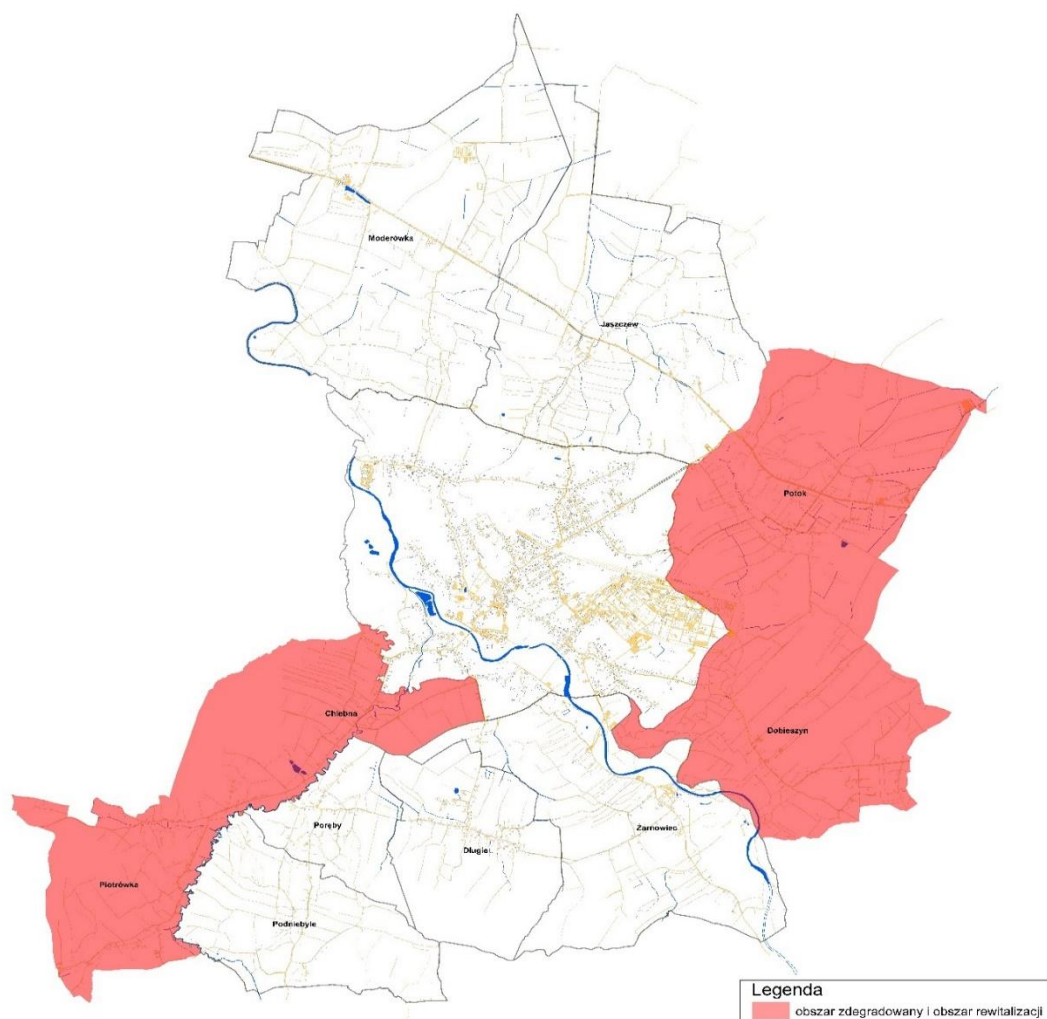 Moderówka
Jaszczew
Potok
Chlebna
Dobieszyn
Poręby
Długie
Żarnowiec
Piotrówka
Podniebyle
Legenda
obszar zdegradowany i obszar rewitalizacji